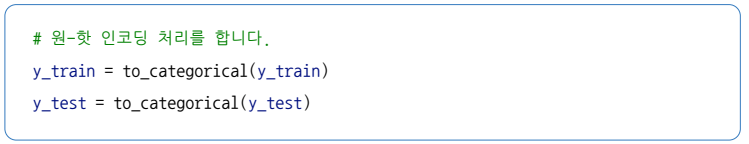 # 원-핫 인코딩 처리를 합니다.
y_train = to_categorical(y_train)
y_test = to_categorical(y_test)